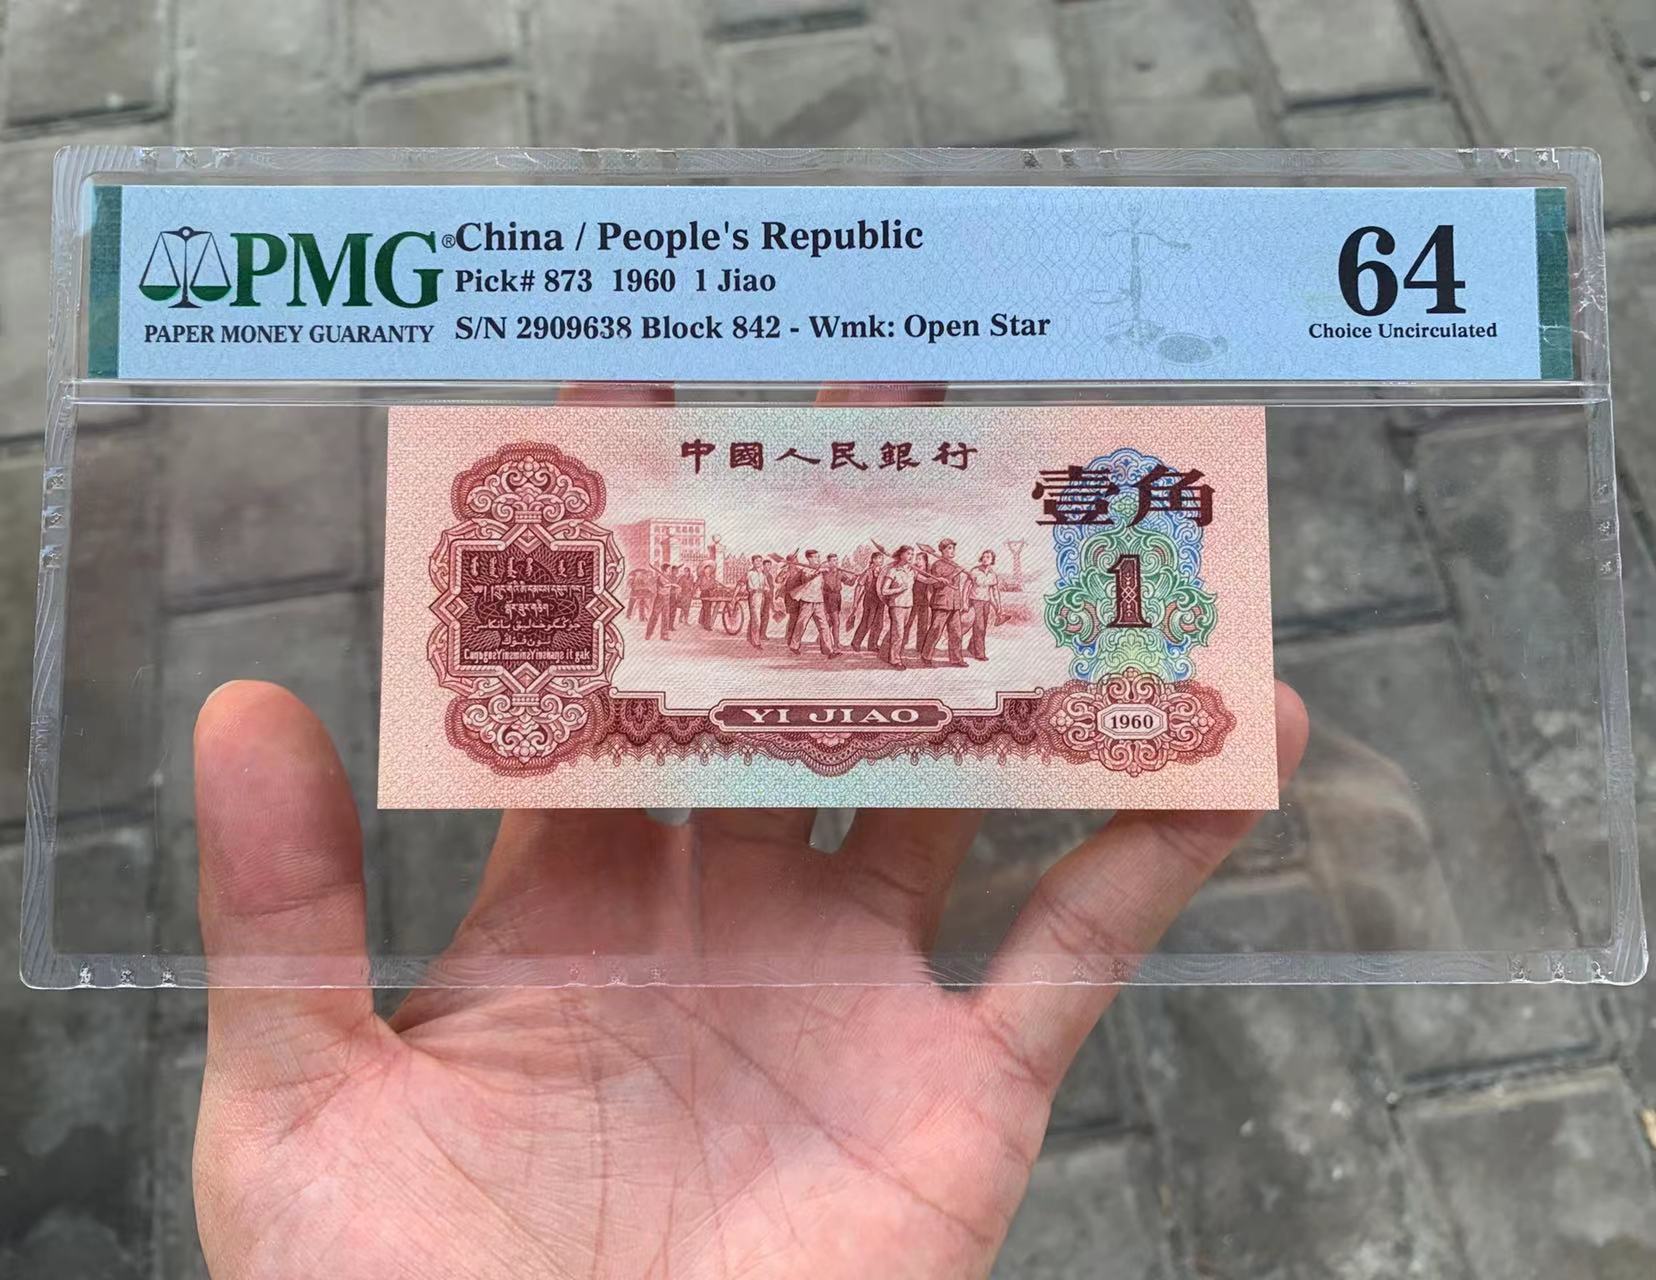 PMG®
PAPER MONEY GUARANTY
China / People's Republic
Pick# 873 1960 1 Jiao
S/N 2909638 Block 842 - Wmk: Open Star
64
Choice Uncirculated
中國人民銀行
壹角
1
YI JIAO
1960